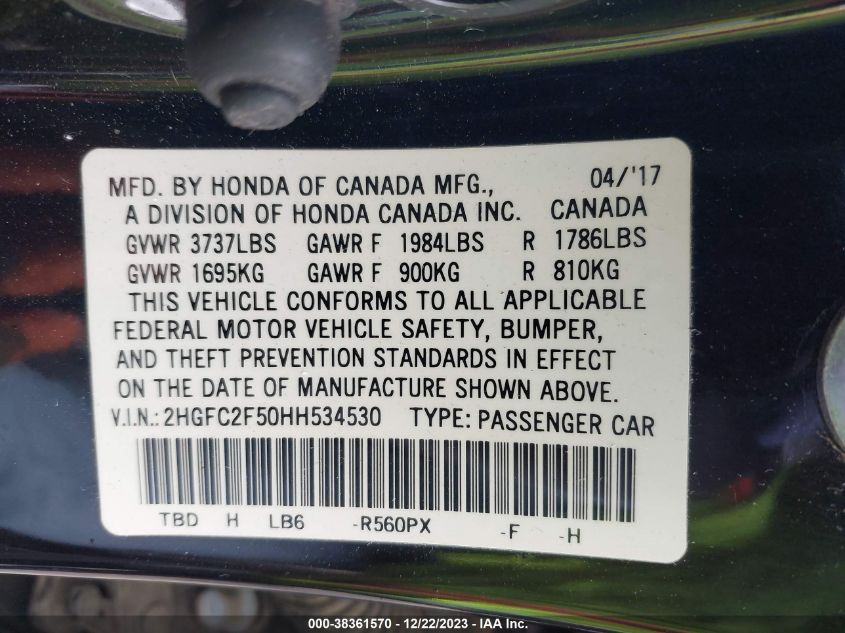 MFD. BY HONDA OF CANADA MFG., 04/'17
A DIVISION OF HONDA CANADA INC. CANADA
GVWR 3737LBS GAWR F 1984LBS R 1786LBS
GVWR 1695KG GAWR F 900KG R 810KG
THIS VEHICLE CONFORMS TO ALL APPLICABLE
FEDERAL MOTOR VEHICLE SAFETY, BUMPER,
AND THEFT PREVENTION STANDARDS IN EFFECT
ON THE DATE OF MANUFACTURE SHOWN ABOVE.
V.I.N.: 2HGFC2F50HH534530 TYPE: PASSENGER CAR
TBD H LB6 -R560PX -F -H
000-38361570 — 12/22/2023 - IAA Inc.